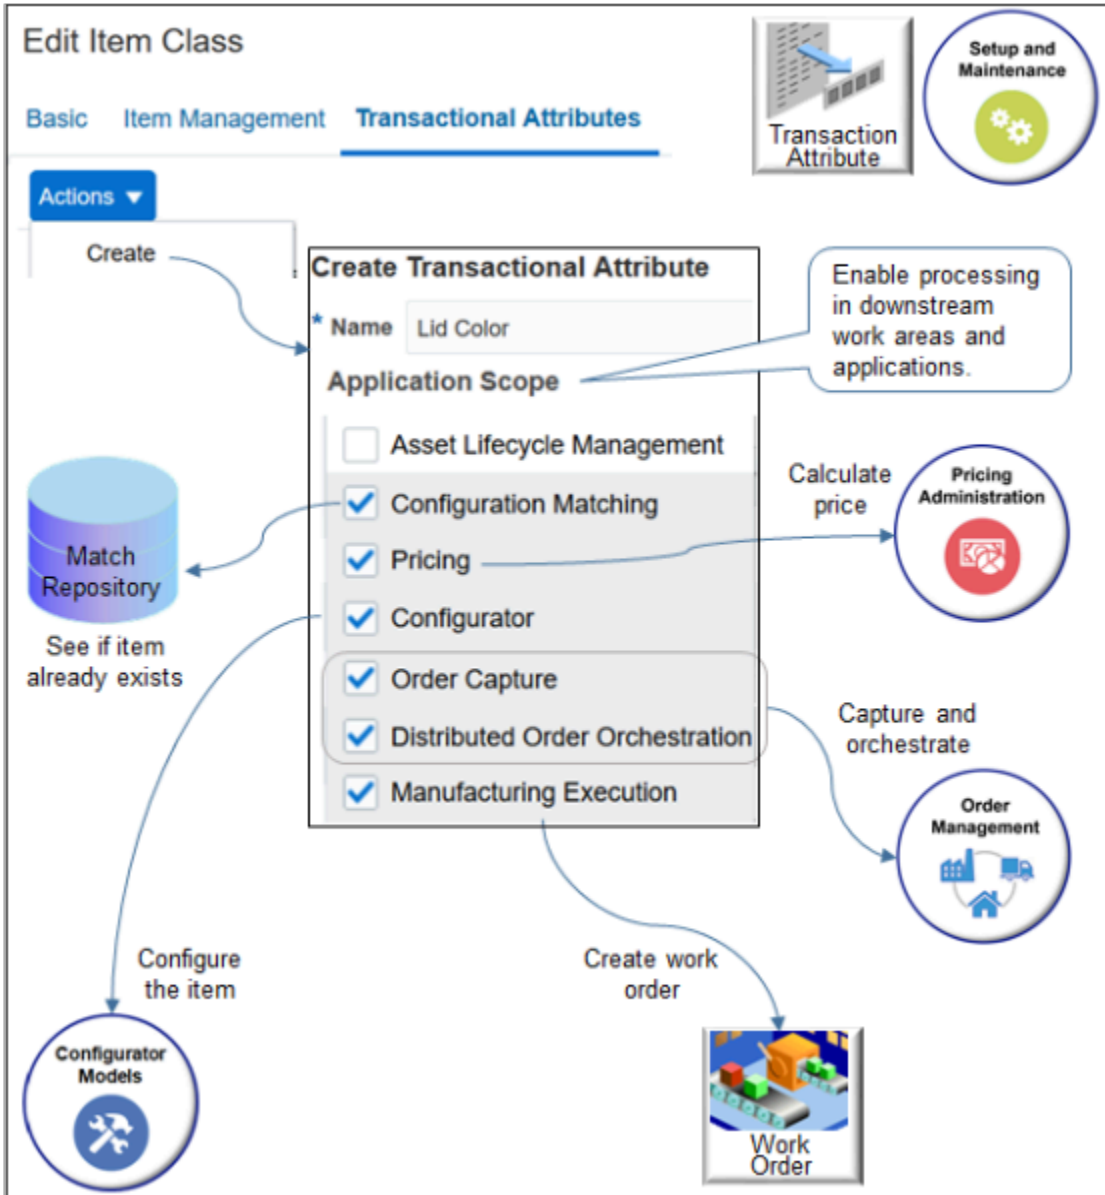 Edit Item Class
Transaction
Attribute
Setup and
Maintenance
Basic Item Management Transactional Attributes
Actions
Create
Create Transactional Attribute
* Name Lid Color
Enable processing
in downstream
work areas and
applications.
Application Scope
Asset Lifecycle Management
Configuration Matching
Pricing
Configurator
Order Capture
Distributed Order Orchestration
Manufacturing Execution
Match
Repository
See if item
already exists
Calculate
price
Pricing
Administration
Capture and
orchestrate
Order
Management
Configure
the item
Configurator
Models
Create work
order
Work
Order